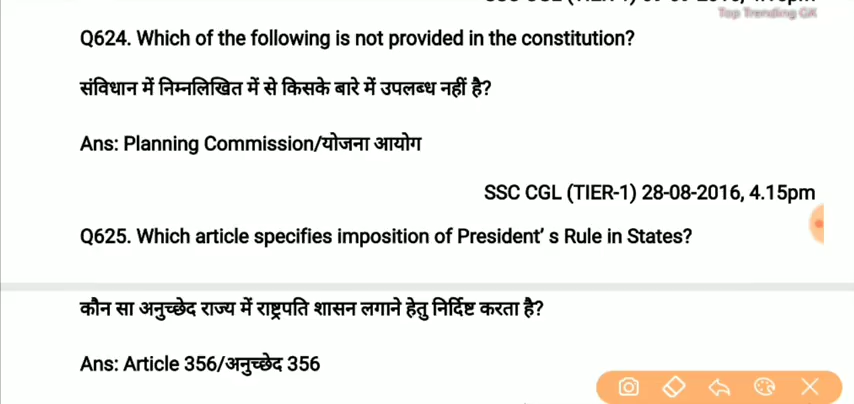 Top Trending GK
Q624. Which of the following is not provided in the constitution?
संविधान में निम्नलिखित में से किसके बारे में उपलब्ध नहीं है?
Ans: Planning Commission/योजना आयोग
SSC CGL (TIER-1) 28-08-2016, 4.15pm
Q625. Which article specifies imposition of President' s Rule in States?
कौन सा अनुच्छेद राज्य में राष्ट्रपति शासन लगाने हेतु निर्दिष्ट करता है?
Ans: Article 356/अनुच्छेद 356